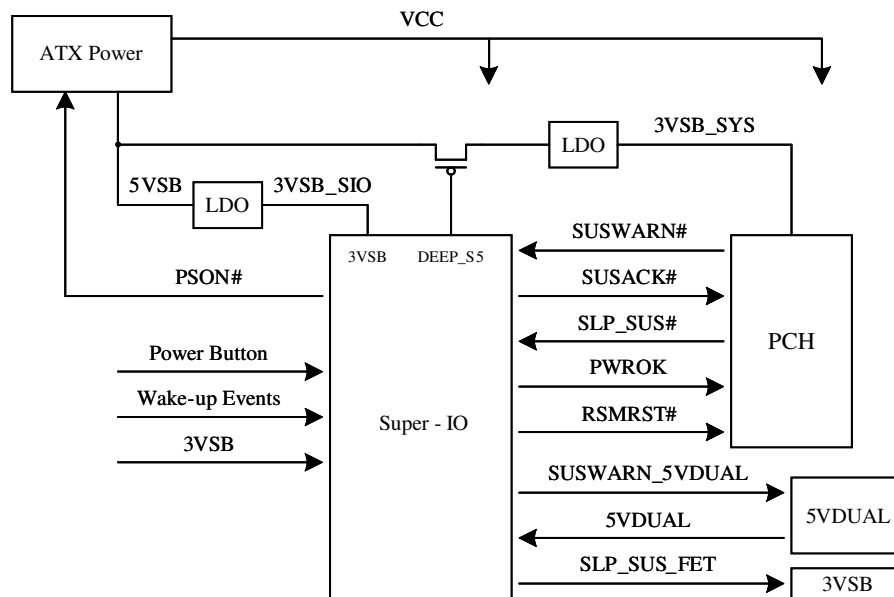 VCC
ATX Power
3VSB_SYS
LDO
5VSB
3VSB_SIO
LDO
3VSB
DEEP_S5
SUSWARN#
PSON#
SUSACK#
SLP_SUS#
PCH
Power Button
PWROK
Wake-up Events
Super - IO
RSMRST#
3VSB
SUSWARN_5VDUAL
5VDUAL
5VDUAL
SLP_SUS_FET
3VSB